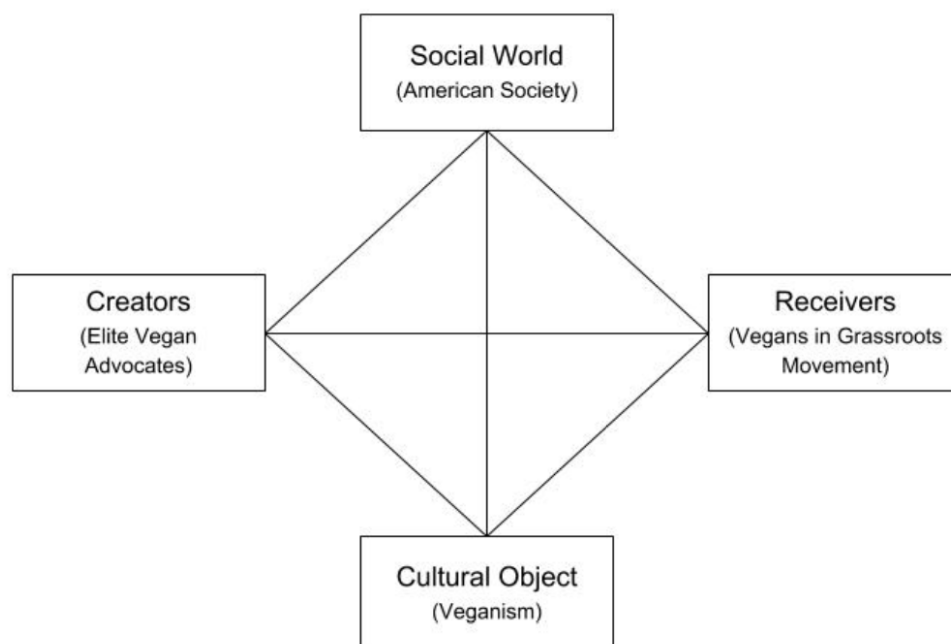 Social World
(American Society)
Creators
(Elite Vegan
Advocates)
Receivers
(Vegans in Grassroots
Movement)
Cultural Object
(Veganism)